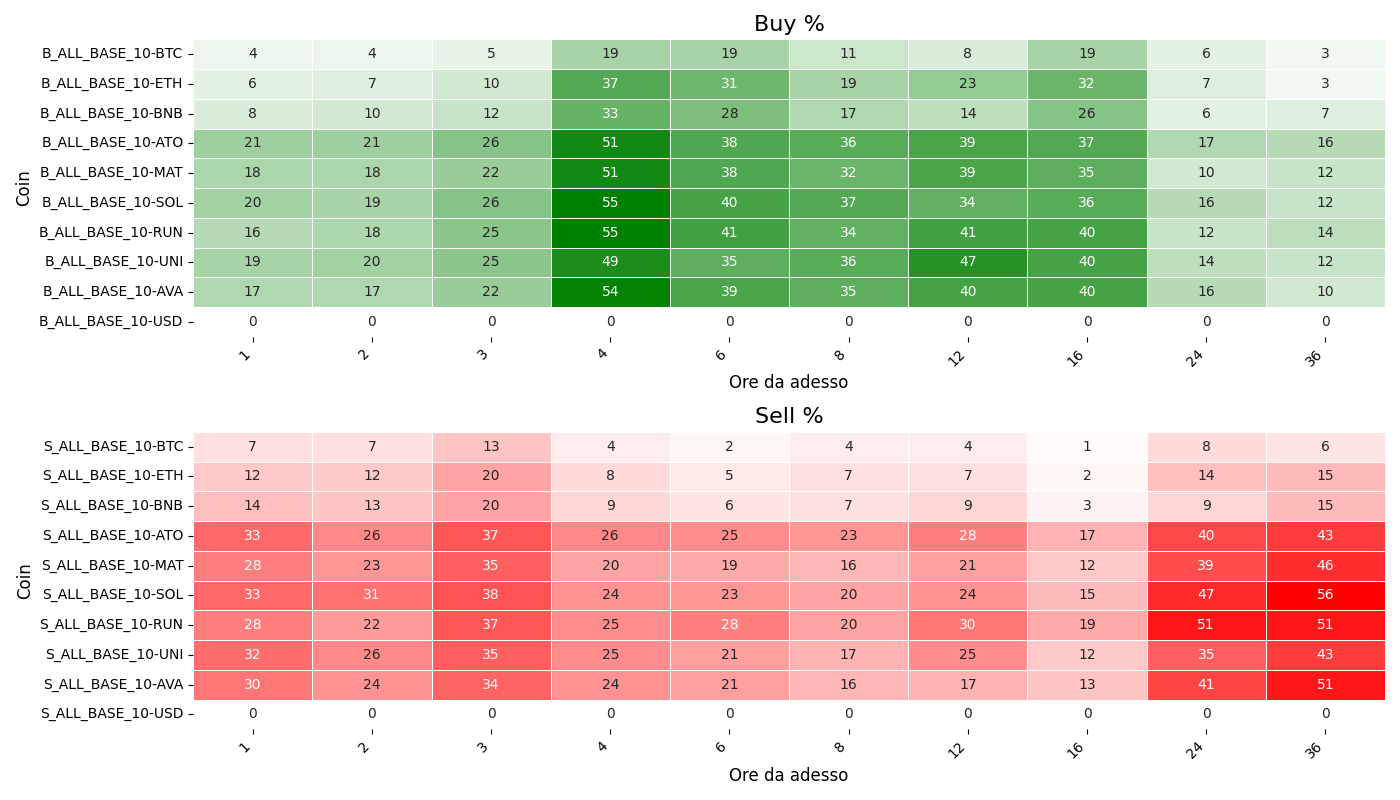 Buy %
B_ALL_BASE_10-BTC 4 4 5 19 19 11 8 19 6 3
B_ALL_BASE_10-ETH 6 7 10 37 31 19 23 32 7 3
B_ALL_BASE_10-BNB 8 10 12 33 28 17 14 26 6 7
B_ALL_BASE_10-ATO 21 21 26 51 38 36 39 37 17 16
B_ALL_BASE_10-MAT 18 18 22 51 38 32 39 35 10 12
B_ALL_BASE_10-SOL 20 19 26 55 40 37 34 36 16 12
B_ALL_BASE_10-RUN 16 18 25 55 41 34 41 40 12 14
B_ALL_BASE_10-UNI 19 20 25 49 35 36 47 40 14 12
B_ALL_BASE_10-AVA 17 17 22 54 39 35 40 40 16 10
B_ALL_BASE_10-USD 0 0 0 0 0 0 0 0 0 0
Coin
1 2 3 4 6 8 12 16 24 36
Ore da adesso
Sell %
S_ALL_BASE_10-BTC 7 7 13 4 2 4 4 1 8 6
S_ALL_BASE_10-ETH 12 12 20 8 5 7 7 2 14 15
S_ALL_BASE_10-BNB 14 13 20 9 6 7 9 3 9 15
S_ALL_BASE_10-ATO 33 26 37 26 25 23 28 17 40 43
S_ALL_BASE_10-MAT 28 23 35 20 19 16 21 12 39 46
S_ALL_BASE_10-SOL 33 31 38 24 23 20 24 15 47 56
S_ALL_BASE_10-RUN 28 22 37 25 28 20 30 19 51 51
S_ALL_BASE_10-UNI 32 26 35 25 21 17 25 12 35 43
S_ALL_BASE_10-AVA 30 24 34 24 21 16 17 13 41 51
S_ALL_BASE_10-USD 0 0 0 0 0 0 0 0 0 0
Coin
1 2 3 4 6 8 12 16 24 36
Ore da adesso